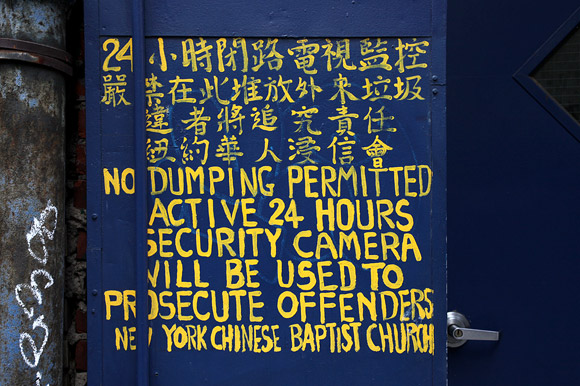 24小時閉路電視監控
嚴禁在此堆放外來垃圾
違者將追究責任
紐約華人浸信會
NO DUMPING PERMITTED
ACTIVE 24 HOURS
SECURITY CAMERA
WILL BE USED TO
PROSECUTE OFFENDERS
NEW YORK CHINESE BAPTIST CHURCH